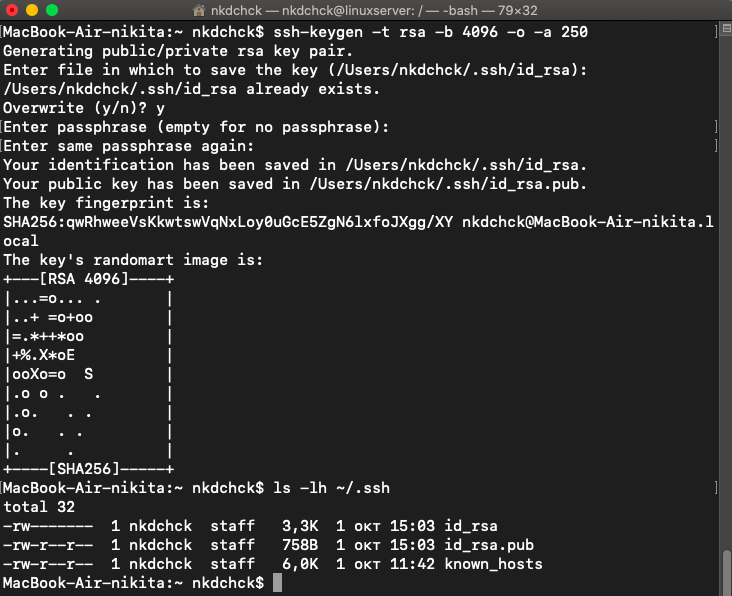 nkdchck — nkdchck@linuxserver: / — -bash — 79×32
[MacBook-Air-nikita:~ nkdchck$ ssh-keygen -t rsa -b 4096 -o -a 250 ]
Generating public/private rsa key pair.
Enter file in which to save the key (/Users/nkdchck/.ssh/id_rsa):
/Users/nkdchck/.ssh/id_rsa already exists.
Overwrite (y/n)? y
[Enter passphrase (empty for no passphrase): ]
[Enter same passphrase again: ]
Your identification has been saved in /Users/nkdchck/.ssh/id_rsa.
Your public key has been saved in /Users/nkdchck/.ssh/id_rsa.pub.
The key fingerprint is:
SHA256:qwRhweeVsKkwtswVqNxLoy0uGcE5ZgN6lxfoJXgg/XY nkdchck@MacBook-Air-nikita.l
ocal
The key's randomart image is:
+---[RSA 4096]----+
|...=o... .       |
|..+ =o+oo        |
|=.*++*oo         |
|+%.X*oE          |
|ooXo=o  S        |
|.o o .   .       |
|.o.   . .        |
|o.   . .         |
|.     .          |
+----[SHA256]-----+
[MacBook-Air-nikita:~ nkdchck$ ls -lh ~/.ssh ]
total 32
-rw-------  1 nkdchck  staff   3,3K  1 окт 15:03 id_rsa
-rw-r--r--  1 nkdchck  staff   758B  1 окт 15:03 id_rsa.pub
-rw-r--r--  1 nkdchck  staff   6,0K  1 окт 11:42 known_hosts
MacBook-Air-nikita:~ nkdchck$